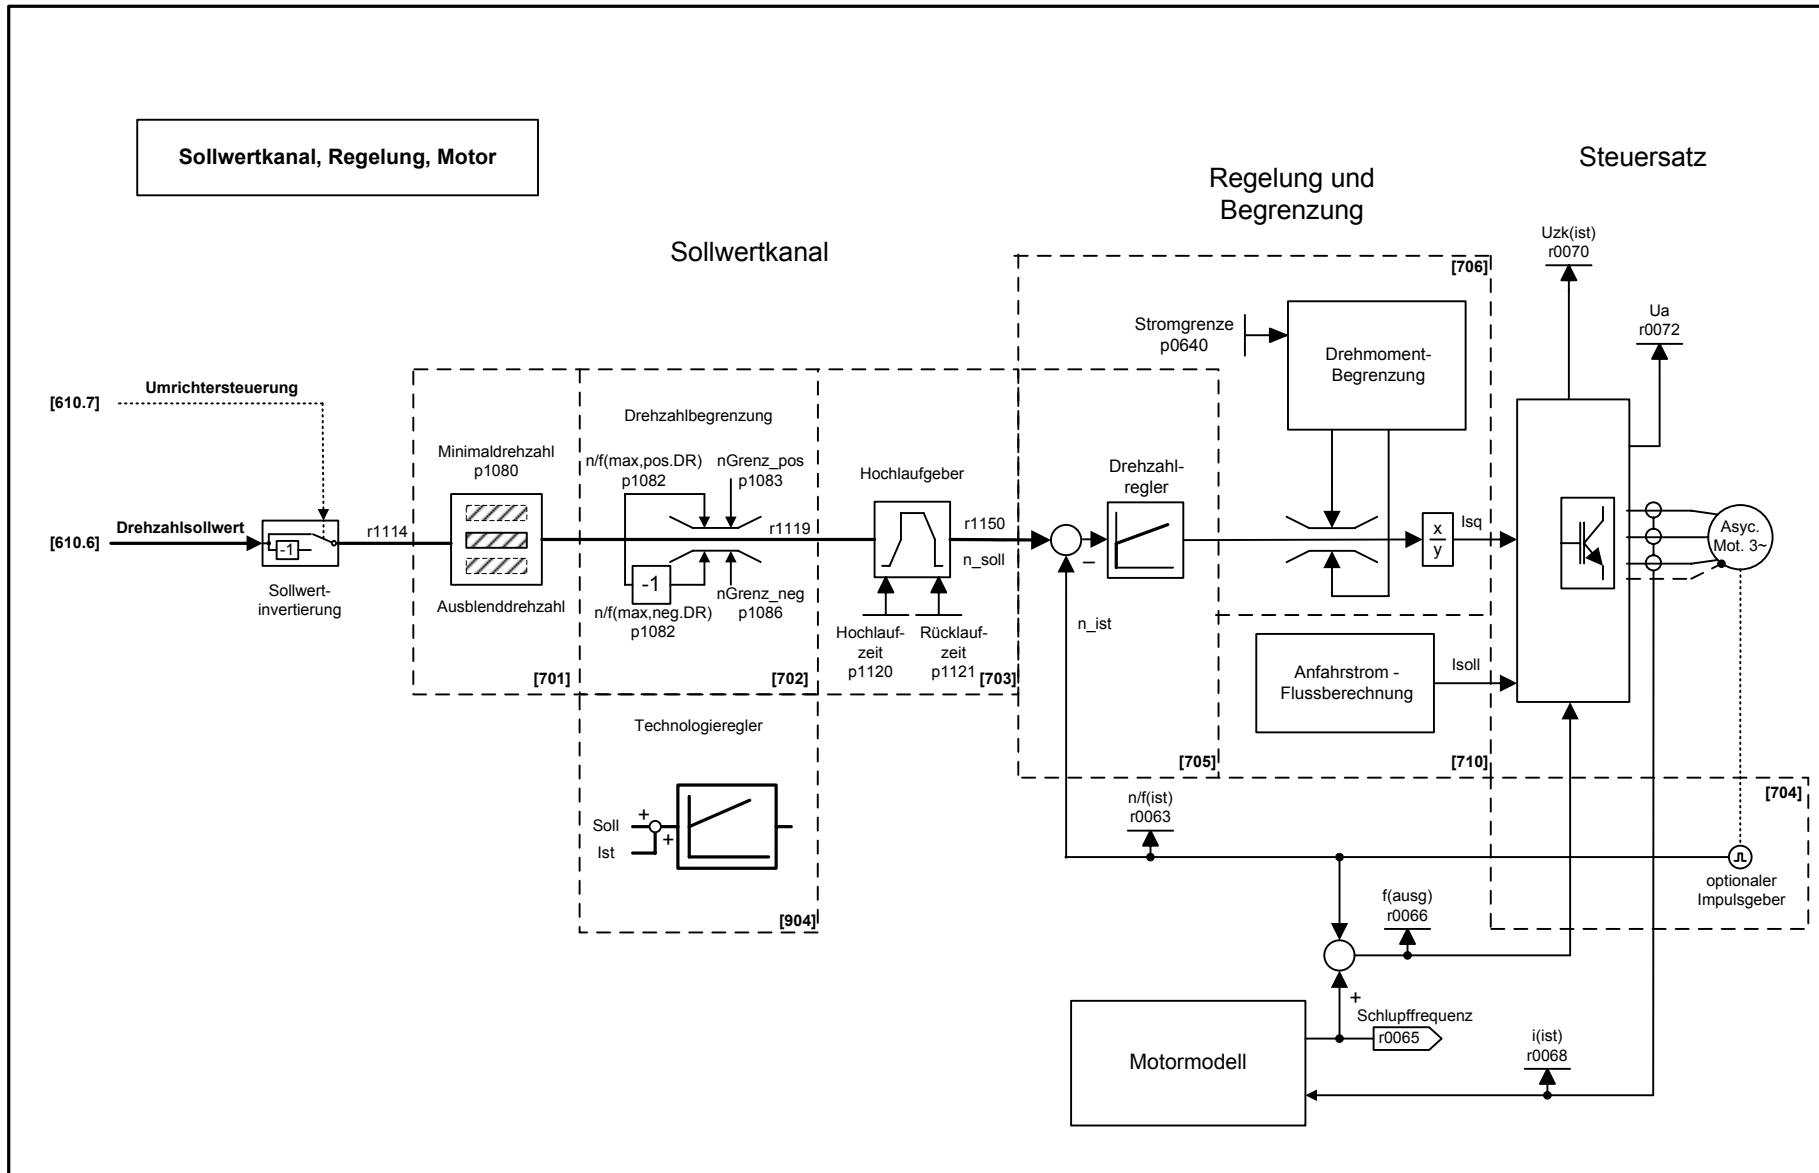 Sollwertkanal, Regelung, Motor
Steuersatz
Regelung und
Begrenzung
Sollwertkanal
Uzk(ist)
r0070
[706]
Ua
r0072
Stromgrenze
p0640
Drehmoment-
Begrenzung
Umrichtersteuerung
[610.7]
Drehzahlbegrenzung
Minimaldrehzahl
p1080
n/f(max,pos.DR)
p1082
nGrenz_pos
p1083
Hochlaufgeber
Drehzahl-
regler
Drehzahlsollwert
[610.6]
-1
r1114
r1119
r1150
n_soll
–
x
y
Isq
Asyc.
Mot. 3~
Sollwert-
invertierung
Ausblenddrehzahl
-1
n/f(max,neg.DR)
p1082
nGrenz_neg
p1086
Hochlauf-
zeit
p1120
Rücklauf-
zeit
p1121
n_ist
Anfahrstrom -
Flussberechnung
Isoll
[701]
[702]
[703]
[705]
[710]
[704]
Technologieregler
Soll
+
Ist
+
[904]
n/f(ist)
r0063
optionaler
Impulsgeber
f(ausg)
r0066
+
Schlupffrequenz
r0065
Motormodell
i(ist)
r0068